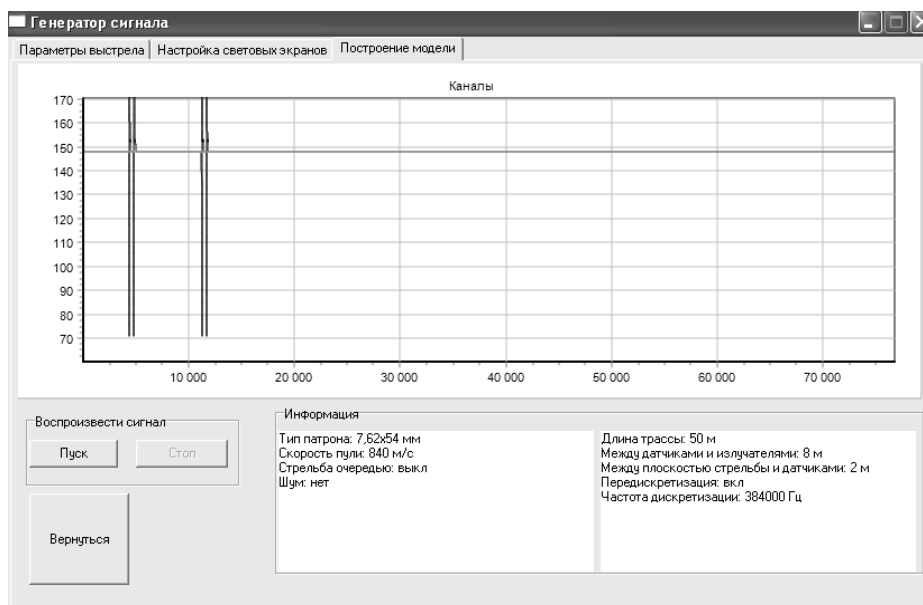 Генератор сигнала
Параметры выстрела
Настройка световых экранов
Построение модели
Каналы
170
160
150
140
130
120
110
100
90
80
70
10 000
20 000
30 000
40 000
50 000
60 000
70 000
Воспроизвести сигнал
Пуск
Стоп
Вернуться
Информация
Тип патрона: 7,62x54 мм
Скорость пули: 840 м/с
Стрельба очередью: выкл
Шум: нет
Длина трассы: 50 м
Между датчиками и излучателями: 8 м
Между плоскостью стрельбы и датчиками: 2 м
Передискретизация: вкл
Частота дискретизации: 384000 Гц